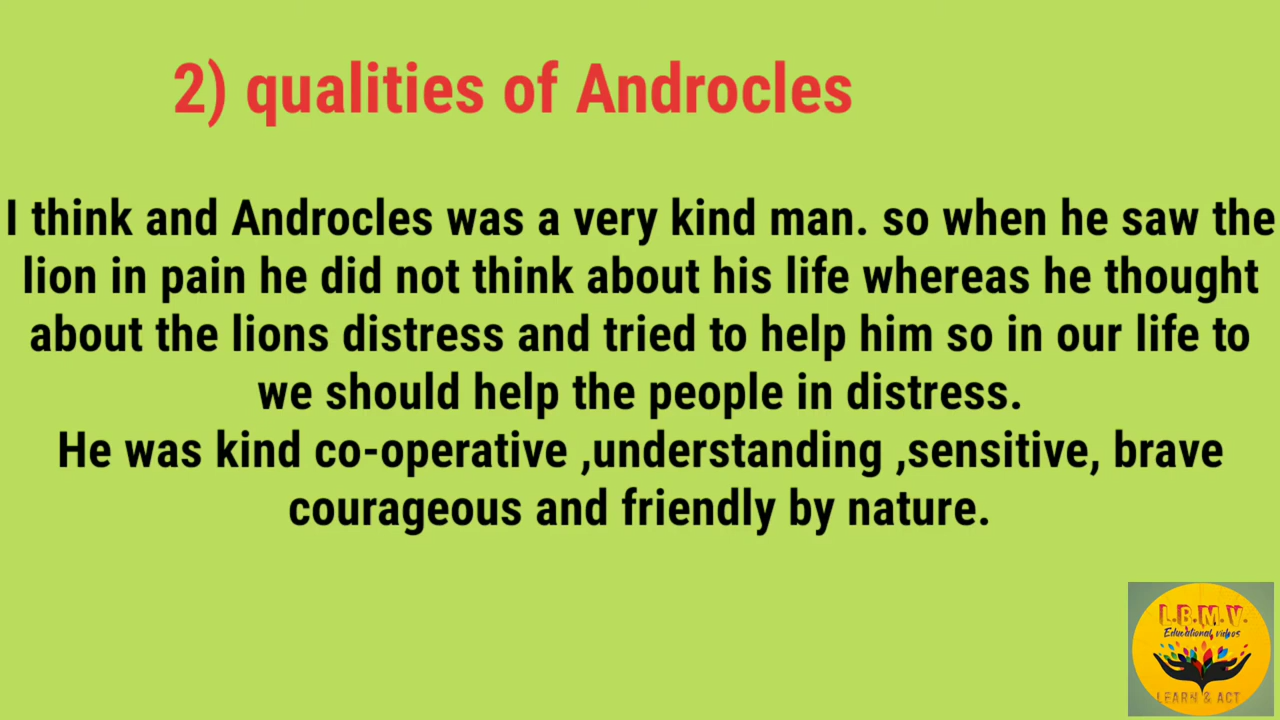 2) qualities of Androcles
I think and Androcles was a very kind man. so when he saw the
lion in pain he did not think about his life whereas he thought
about the lions distress and tried to help him so in our life to
we should help the people in distress.
He was kind co-operative ,understanding ,sensitive, brave
courageous and friendly by nature.
L.B.M.V.
Educational videos
LEARN & ACT